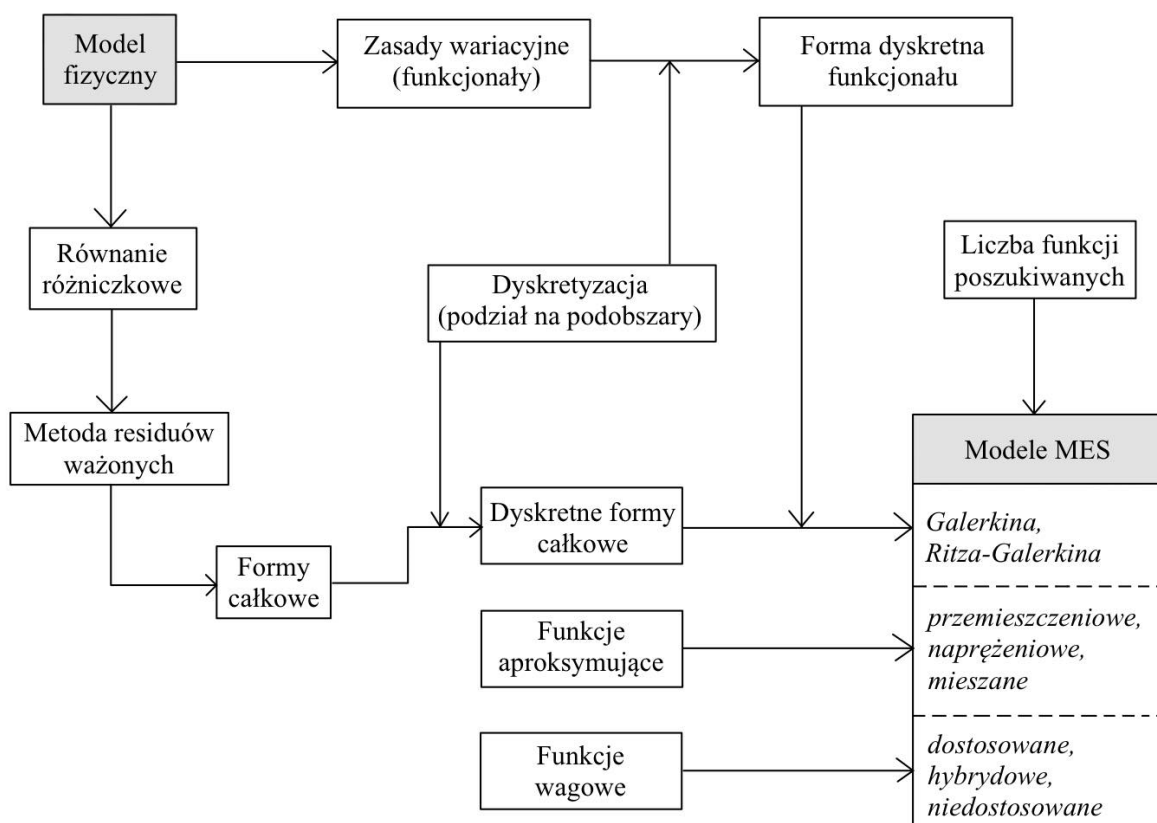 Model
fizyczny
Zasady wariacyjne
(funkcjonały)
Forma dyskretna
funkcjonału
Równanie
różniczkowe
Dyskretyzacja
(podział na podobszary)
Liczba funkcji
poszukiwanych
Metoda residuów
ważonych
Modele MES
Formy
całkowe
Dyskretne formy
całkowe
Galerkina,
Ritza-Galerkina
Funkcje
aproksymujące
przemieszczeniowe,
naprężeniowe,
mieszane
Funkcje
wagowe
dostosowane,
hybrydowe,
niedostosowane